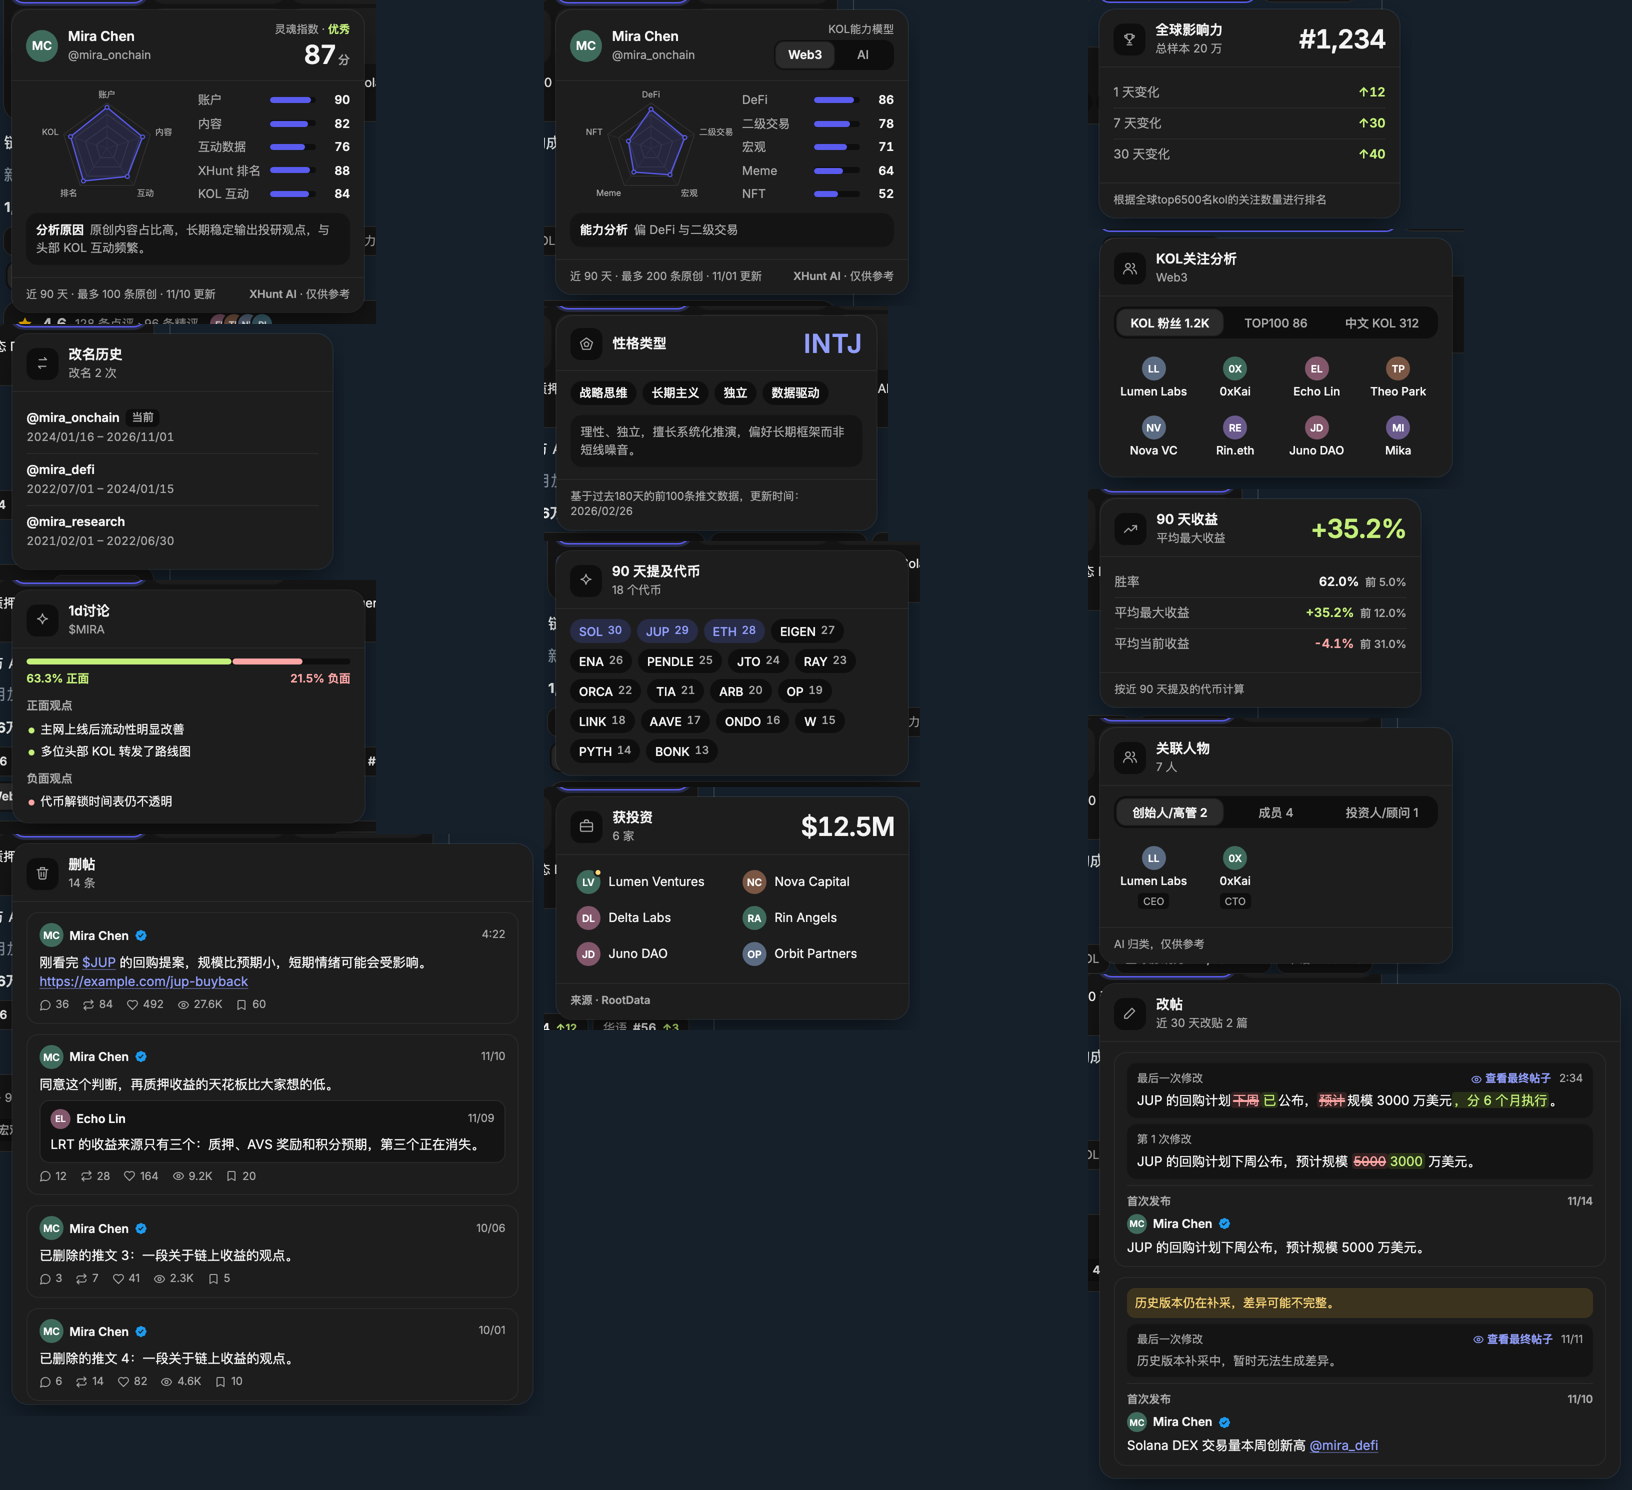 MC
Mira Chen
@mira_onchain
灵魂指数 · 优秀
87 分
账户
KOL
内容
排名
互动
账户 90
内容 82
互动数据 76
XHunt 排名 88
KOL 互动 84
分析原因 原创内容占比高，长期稳定输出投研观点，与
头部 KOL 互动频繁。
近 90 天 · 最多 100 条原创 · 11/10 更新
XHunt AI · 仅供参考
改名历史
改名 2 次
@mira_onchain 当前
2024/01/16 – 2026/11/01
@mira_defi
2022/07/01 – 2024/01/15
@mira_research
2021/02/01 – 2022/06/30
1d讨论
$MIRA
63.3% 正面
21.5% 负面
正面观点
主网上线后流动性明显改善
多位头部 KOL 转发了路线图
负面观点
代币解锁时间表仍不透明
删帖
14 条
MC Mira Chen 4:22
刚看完 $JUP 的回购提案，规模比预期小，短期情绪可能会受影响。
https://example.com/jup-buyback
36 84 492 27.6K 60
MC Mira Chen 11/10
同意这个判断，再质押收益的天花板比大家想的低。
EL Echo Lin 11/09
LRT 的收益来源只有三个：质押、AVS 奖励和积分预期，第三个正在消失。
12 28 164 9.2K 20
MC Mira Chen 10/06
已删除的推文 3：一段关于链上收益的观点。
3 7 41 2.3K 5
MC Mira Chen 10/01
已删除的推文 4：一段关于链上收益的观点。
6 14 82 4.6K 10
MC
Mira Chen
@mira_onchain
KOL能力模型
Web3 AI
DeFi
NFT
二级交易
Meme
宏观
DeFi 86
二级交易 78
宏观 71
Meme 64
NFT 52
能力分析 偏 DeFi 与二级交易
近 90 天 · 最多 200 条原创 · 11/01 更新
XHunt AI · 仅供参考
性格类型
INTJ
战略思维 长期主义 独立 数据驱动
理性、独立，擅长系统化推演，偏好长期框架而非
短线噪音。
基于过去180天的前100条推文数据，更新时间：
2026/02/26
90 天提及代币
18 个代币
SOL 30 JUP 29 ETH 28 EIGEN 27
ENA 26 PENDLE 25 JTO 24 RAY 23
ORCA 22 TIA 21 ARB 20 OP 19
LINK 18 AAVE 17 ONDO 16 W 15
PYTH 14 BONK 13
获投资
6 家
$12.5M
LV Lumen Ventures NC Nova Capital
DL Delta Labs RA Rin Angels
JD Juno DAO OP Orbit Partners
来源 · RootData
↑12 华语 #56 ↑3
全球影响力
总样本 20 万
#1,234
1 天变化 ↑12
7 天变化 ↑30
30 天变化 ↑40
根据全球top6500名kol的关注数量进行排名
KOL关注分析
Web3
KOL 粉丝 1.2K TOP100 86 中文 KOL 312
LL 0X EL TP
Lumen Labs 0xKai Echo Lin Theo Park
NV RE JD MI
Nova VC Rin.eth Juno DAO Mika
90 天收益
平均最大收益
+35.2%
胜率 62.0% 前 5.0%
平均最大收益 +35.2% 前 12.0%
平均当前收益 -4.1% 前 31.0%
按近 90 天提及的代币计算
关联人物
7 人
创始人/高管 2 成员 4 投资人/顾问 1
LL 0X
Lumen Labs 0xKai
CEO CTO
AI 归类，仅供参考
改帖
近 30 天改贴 2 篇
最后一次修改 查看最终帖子 2:34
JUP 的回购计划下周 已公布，预计规模 3000 万美元，分 6 个月执行。
第 1 次修改
JUP 的回购计划下周公布，预计规模 5000 3000 万美元。
首次发布 11/14
MC Mira Chen
JUP 的回购计划下周公布，预计规模 5000 万美元。
历史版本仍在补采，差异可能不完整。
最后一次修改 查看最终帖子 11/11
历史版本补采中，暂时无法生成差异。
首次发布 11/10
MC Mira Chen
Solana DEX 交易量本周创新高 @mira_defi